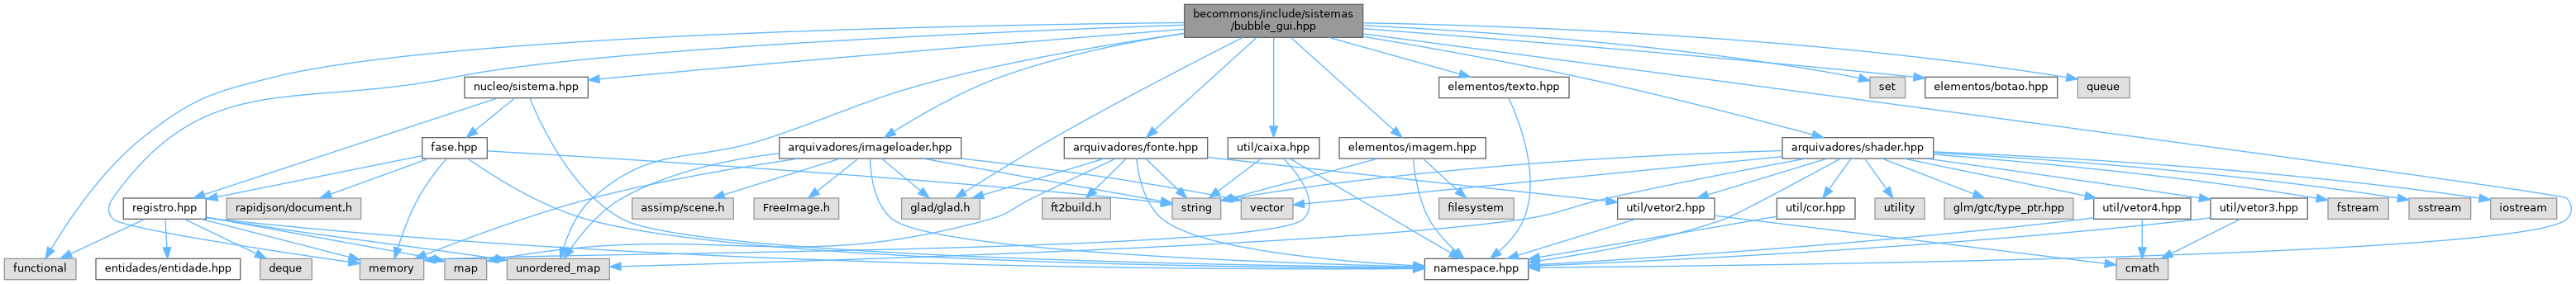 becommons/include/sistemas
/bubble_gui.hpp
nucleo/sistema.hpp
elementos/texto.hpp
set
elementos/botao.hpp
queue
fase.hpp
arquivadores/imageloader.hpp
arquivadores/fonte.hpp
util/caixa.hpp
elementos/imagem.hpp
arquivadores/shader.hpp
registro.hpp
rapidjson/document.h
assimp/scene.h
FreeImage.h
glad/glad.h
ft2build.h
string
vector
filesystem
util/vetor2.hpp
util/cor.hpp
utility
glm/gtc/type_ptr.hpp
util/vetor4.hpp
util/vetor3.hpp
fstream
sstream
iostream
functional
entidades/entidade.hpp
deque
memory
map
unordered_map
namespace.hpp
cmath